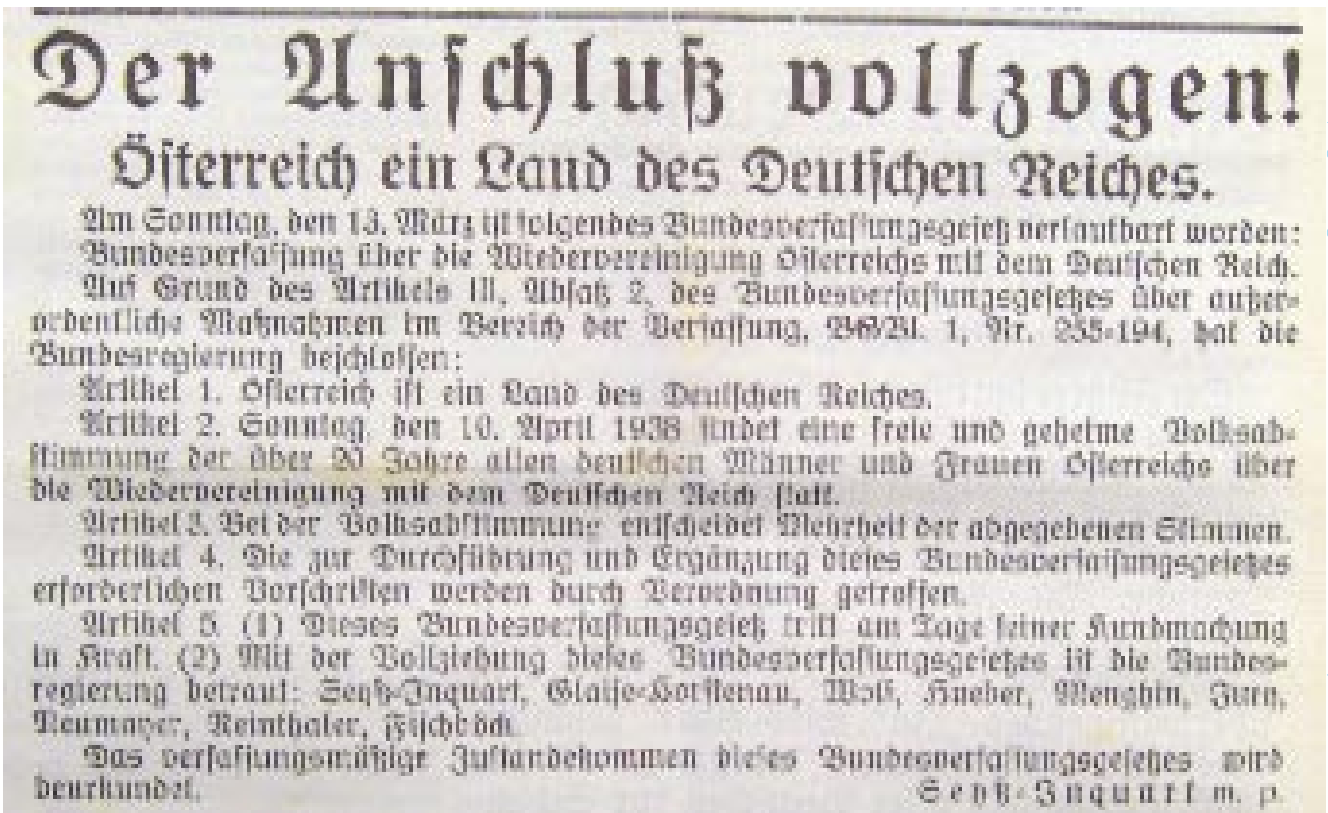 Der Anschluß vollzogen!
Österreich ein Land des Deutschen Reiches.
Am Sonntag, den 13. März ist folgendes Bundesverfassungsgesetz verlautbart worden:
Bundesverfassung über die Wiedervereinigung Österreichs mit dem Deutschen Reich.
Auf Grund des Artikels III, Absatz 2, des Bundesverfassungsgesetzes über außer-
ordentliche Maßnahmen im Bereich der Verfassung, BGBl. 1, Nr. 255-194, hat die
Bundesregierung beschlossen:
Artikel 1. Österreich ist ein Land des Deutschen Reiches.
Artikel 2. Sonntag, den 10. April 1938 findet eine freie und geheime Volksab-
stimmung der über 20 Jahre alten deutschen Männer und Frauen Österreichs über
die Wiedervereinigung mit dem Deutschen Reich statt.
Artikel 3. Bei der Volksabstimmung entscheidet Mehrheit der abgegebenen Stimmen.
Artikel 4. Die zur Durchführung und Ergänzung dieses Bundesverfassungsgesetzes
erforderlichen Vorschriften werden durch Verordnung getroffen.
Artikel 5. (1) Dieses Bundesverfassungsgesetz tritt am Tage seiner Kundmachung
in Kraft. (2) Mit der Vollziehung dieses Bundesverfassungsgesetzes ist die Bundes-
regierung betraut: Seyß-Inquart, Glaise-Horstenau, Wolf, Hueber, Menghin, Jury,
Neumayer, Reinthaler, Fischböck.
Das verfassungsmäßige Zustandekommen dieses Bundesverfassungsgesetzes wird
beurkundet. Seyß-Inquart m. p.